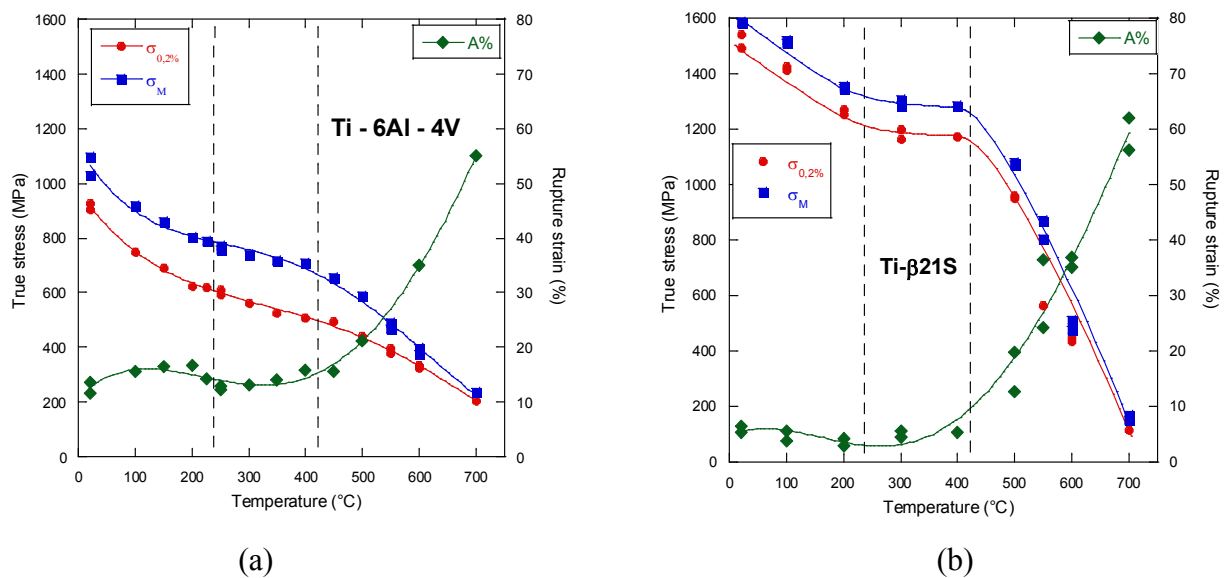 1600
1400
1200
1000
800
600
400
200
0
True stress (MPa)
σ0,2%
σM
A%
Ti - 6Al - 4V
80
70
60
50
40
30
20
10
0
Rupture strain (%)
0 100 200 300 400 500 600 700
Temperature (°C)
(a)
1600
1400
1200
1000
800
600
400
200
0
True stress (MPa)
A%
σ0,2%
σM
Ti-β21S
80
70
60
50
40
30
20
10
0
Rupture strain (%)
0 100 200 300 400 500 600 700
Temperature (°C)
(b)